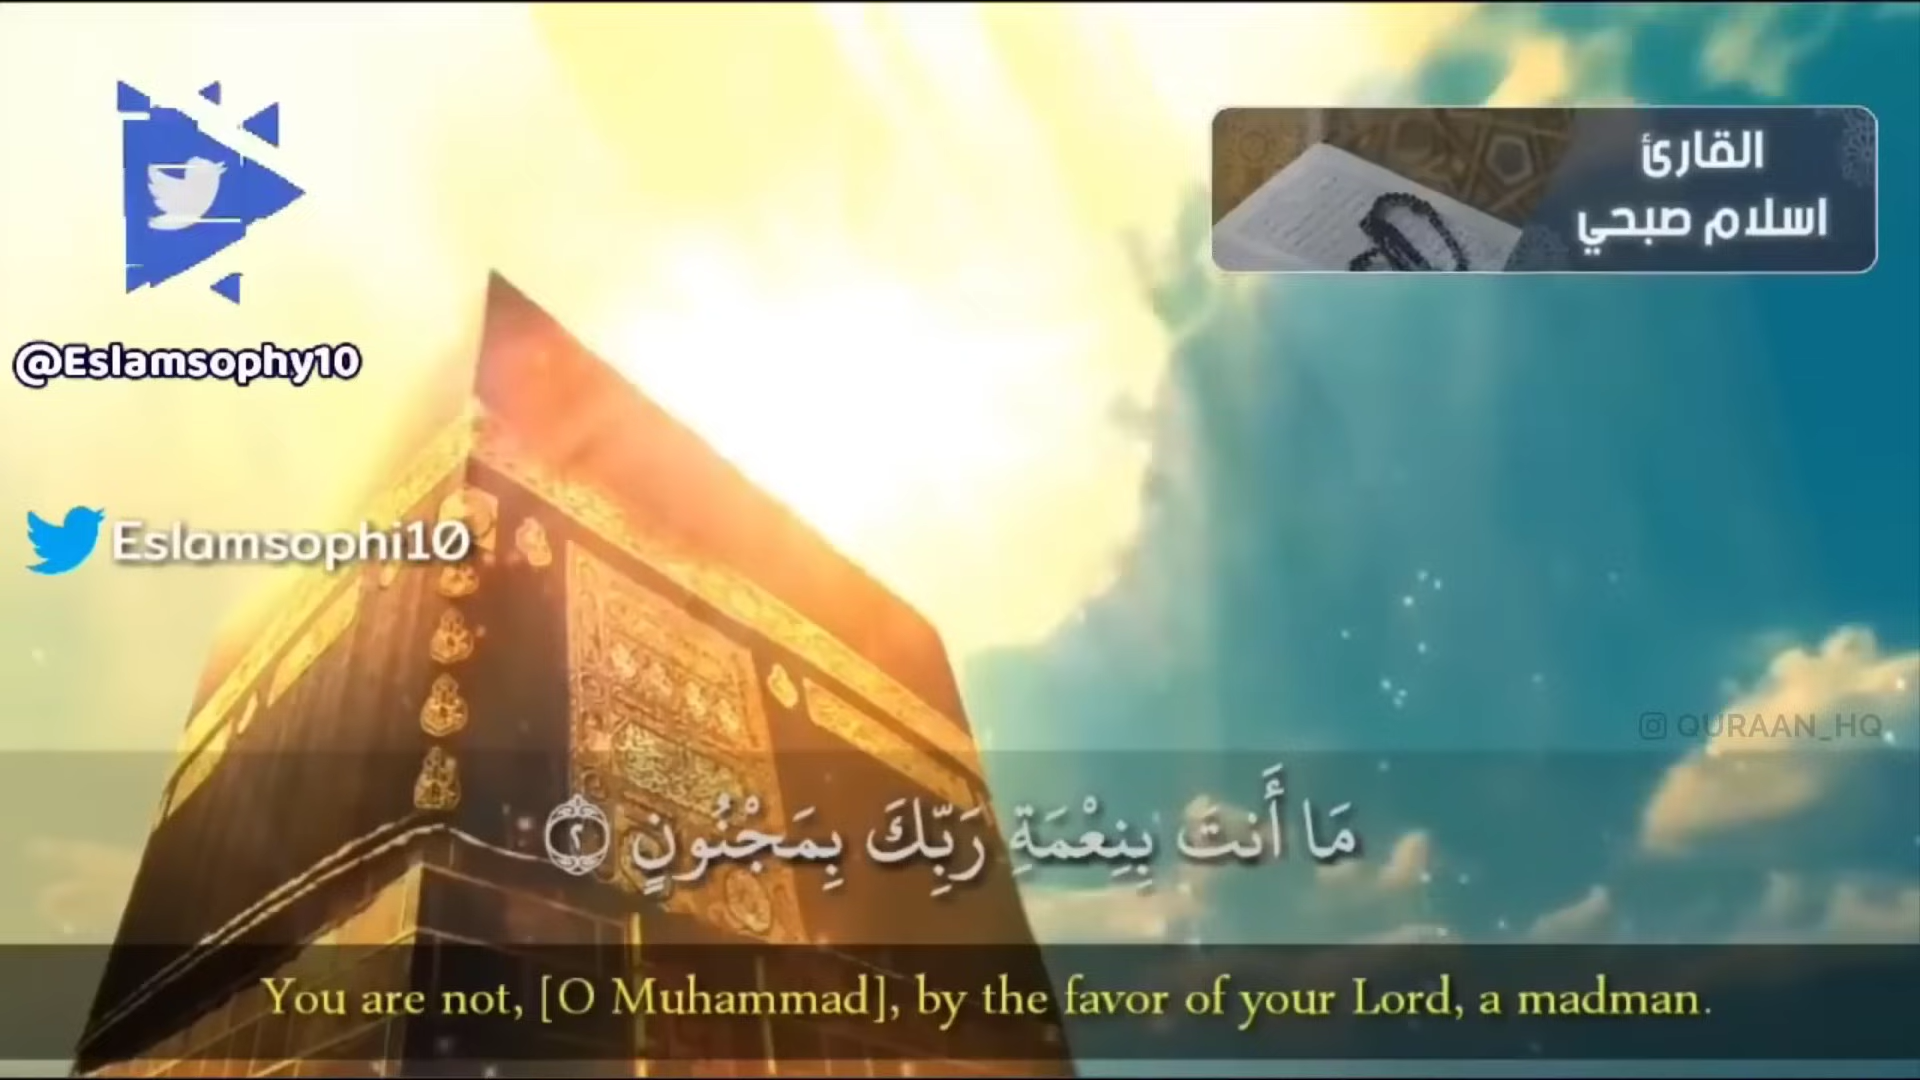 القارئ
اسلام صبحي
@Eslamsophy10
Eslamsophi10
QURAAN_HQ
مَا أَنتَ بِنِعْمَةِ رَبِّكَ بِمَجْنُونٍ ٢
You are not, [O Muhammad], by the favor of your Lord, a madman.